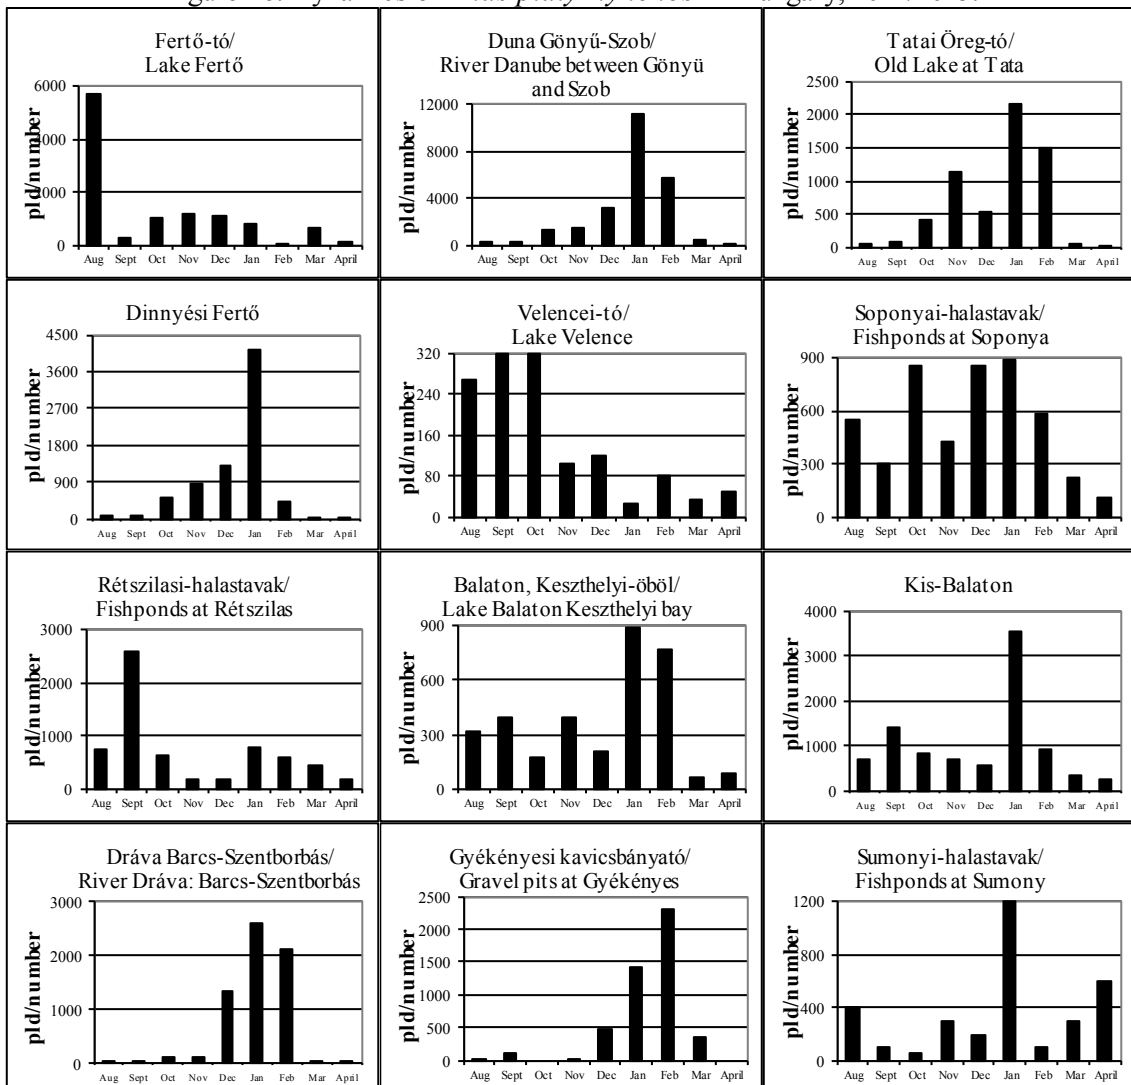 platyrhynchos in Hungary,
Fertő-tó/
Lake Fertő
pld/number
6000
4000
2000
0
Aug Sept Oct Nov Dec Jan Feb Mar April
Duna Gönyű-Szob/
River Danube between Gönyü
and Szob
pld/number
12000
8000
4000
0
Aug Sept Oct Nov Dec Jan Feb Mar April
Tatai Öreg-tó/
Old Lake at Tata
pld/number
2500
2000
1500
1000
500
0
Aug Sept Oct Nov Dec Jan Feb Mar April
Dinnyési Fertő
pld/number
4500
3600
2700
1800
900
0
Aug Sept Oct Nov Dec Jan Feb Mar April
Velencei-tó/
Lake Velence
pld/number
320
240
160
80
0
Aug Sept Oct Nov Dec Jan Feb Mar April
Soponyai-halastavak/
Fishponds at Soponya
pld/number
900
600
300
0
Aug Sept Oct Nov Dec Jan Feb Mar April
Rétszilasi-halastavak/
Fishponds at Rétszilas
pld/number
3000
2000
1000
0
Aug Sept Oct Nov Dec Jan Feb Mar April
Balaton, Keszthelyi-öböl/
Lake Balaton Keszthelyi bay
pld/number
900
600
300
0
Aug Sept Oct Nov Dec Jan Feb Mar April
Kis-Balaton
pld/number
4000
3000
2000
1000
0
Aug Sept Oct Nov Dec Jan Feb Mar April
Dráva Barcs-Szentborbás/
River Dráva: Barcs-Szentborbás
pld/number
3000
2000
1000
0
Aug Sept Oct Nov Dec Jan Feb Mar April
Gyékényesi kavicsbányató/
Gravel pits at Gyékényes
pld/number
2500
2000
1500
1000
500
0
Aug Sept Oct Nov Dec Jan Feb Mar April
Sumonyi-halastavak/
Fishponds at Sumony
pld/number
1200
800
400
0
Aug Sept Oct Nov Dec Jan Feb Mar April